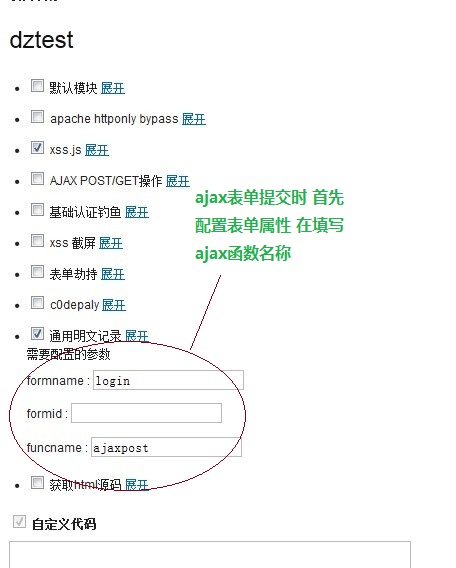 dztest
默认模块 展开
apache httponly bypass 展开
xss.js 展开
AJAX POST/GET操作 展开
ajax表单提交时 首先
配置表单属性 在填写
ajax函数名称
基础认证钓鱼 展开
xss 截屏 展开
表单劫持 展开
c0depaly 展开
通用明文记录 展开
需要配置的参数
formname : login
formid :
funcname : ajaxpost
获取html源码 展开
自定义代码